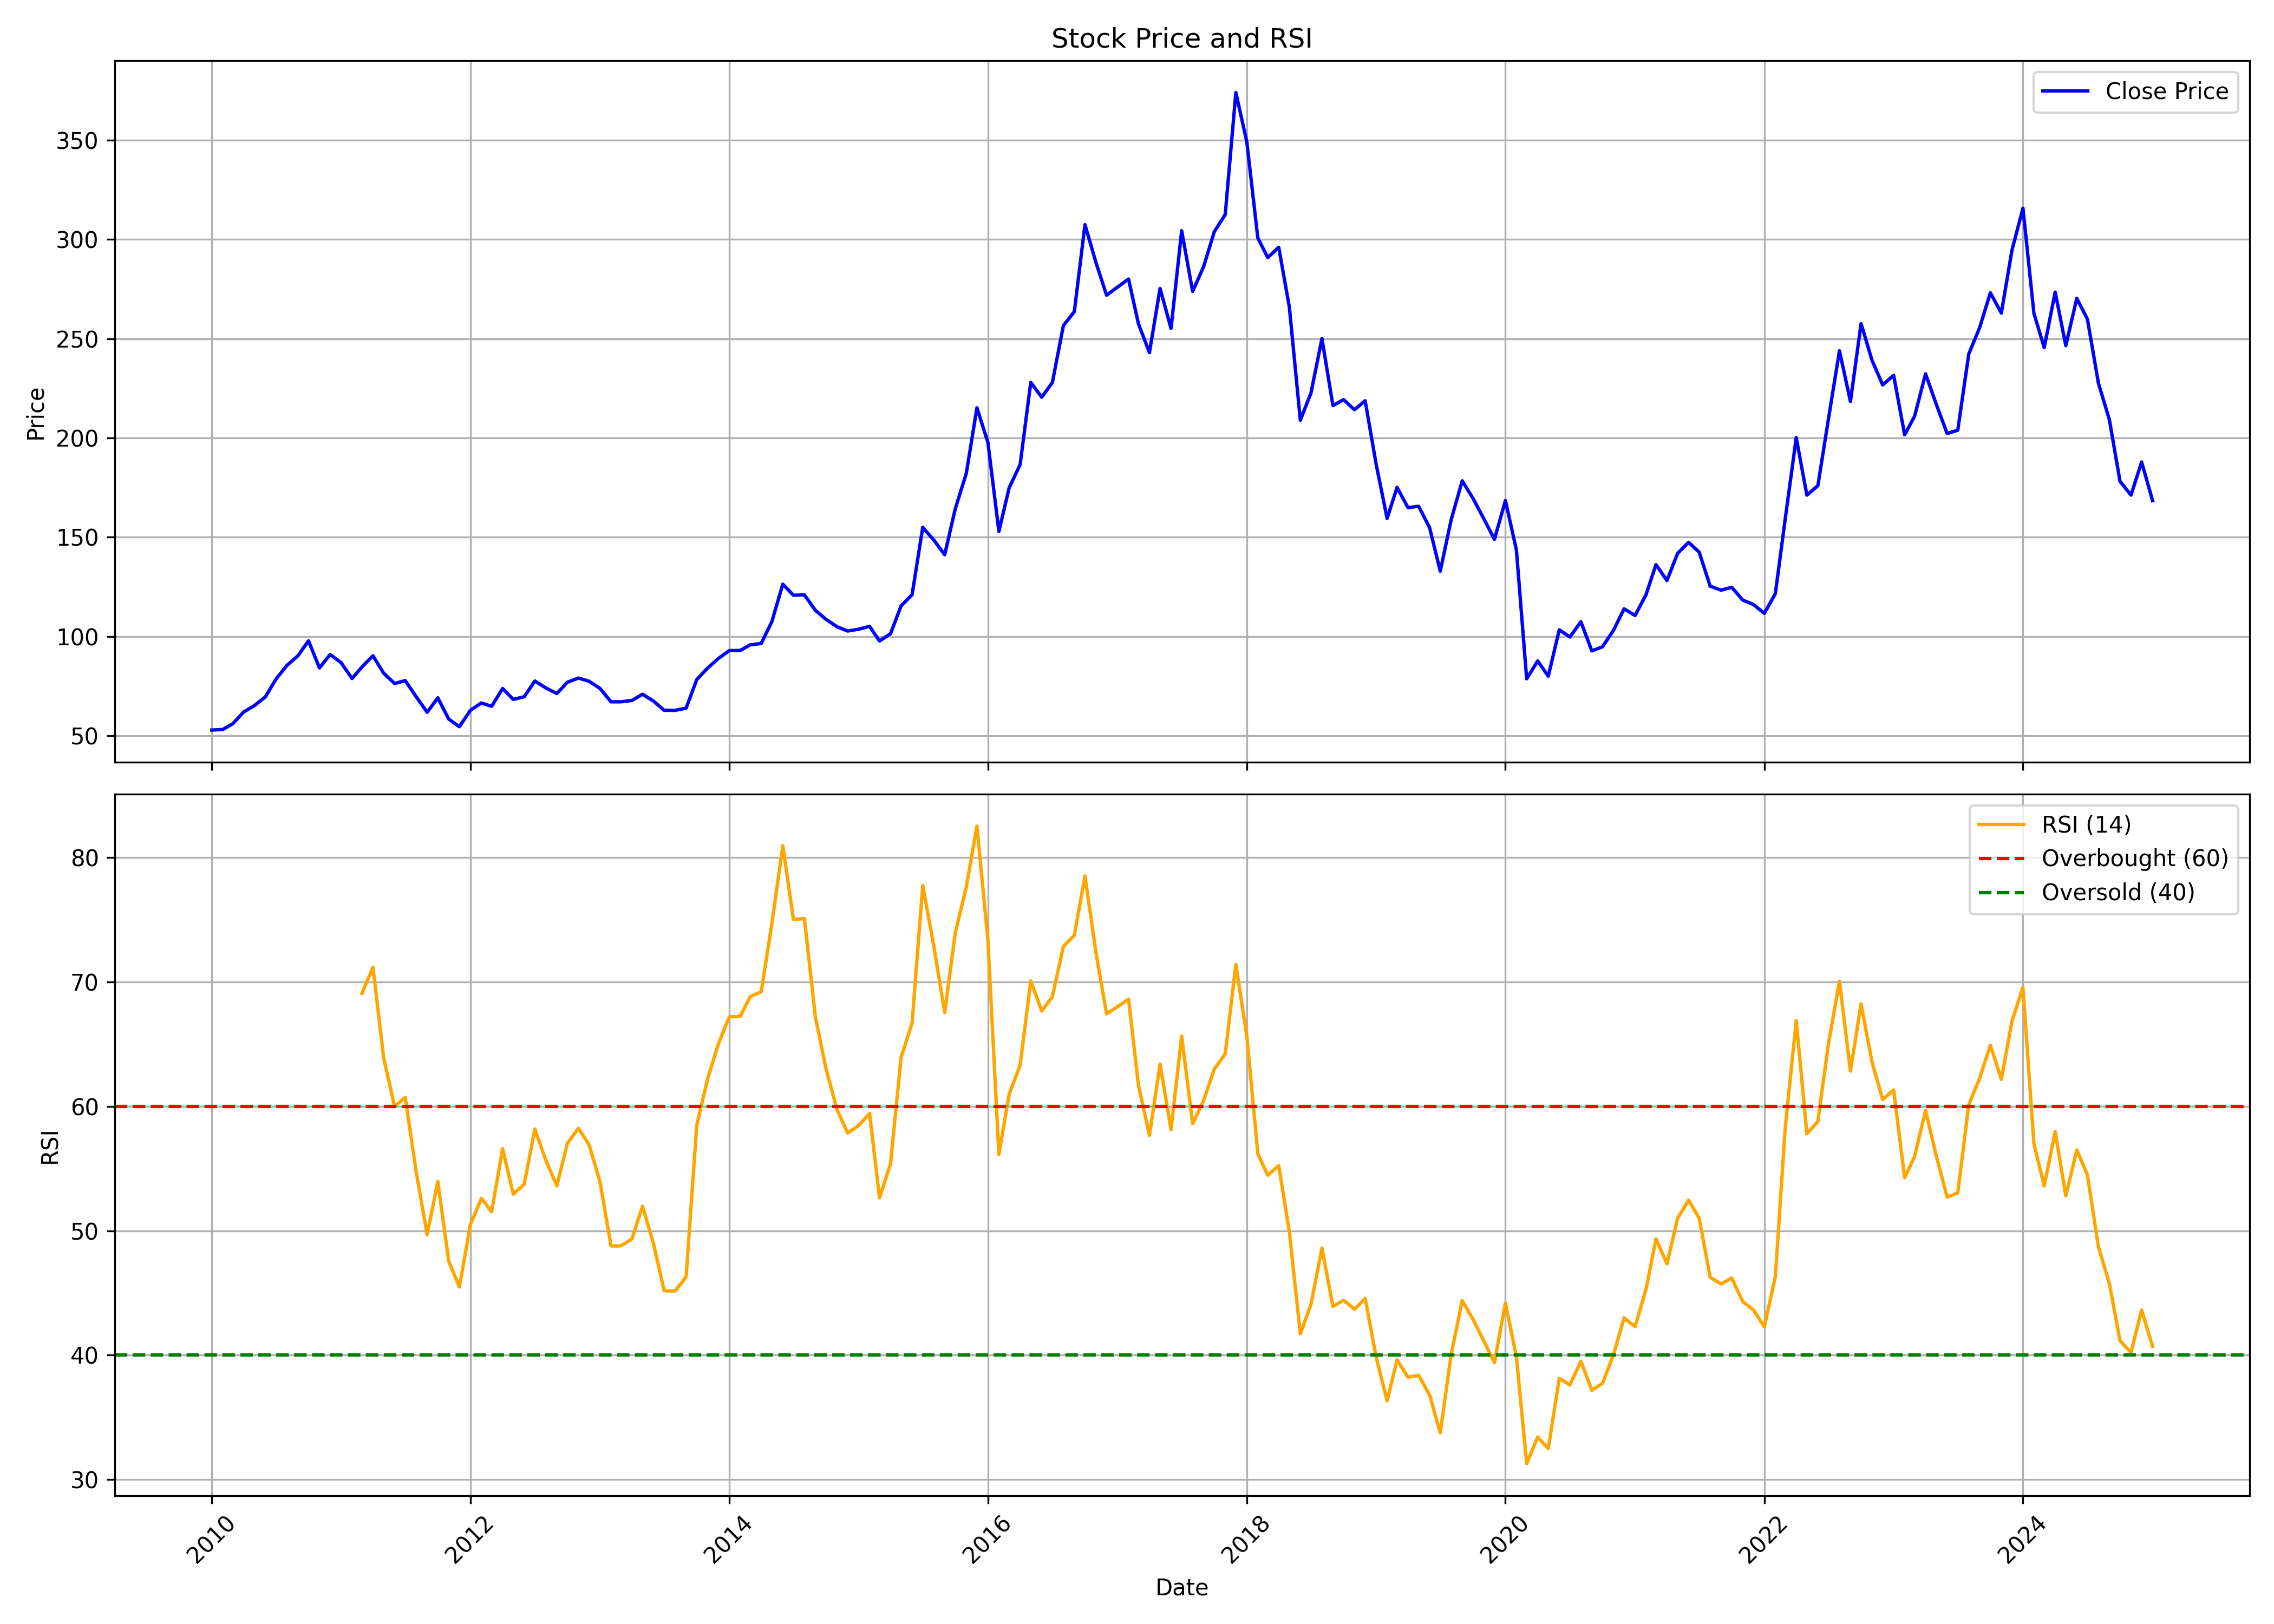 Stock Price and RSI
Close Price
350
300
250
200
150
100
50
Price
RSI (14)
Overbought (60)
Oversold (40)
80
70
60
50
40
30
RSI
2010
2012
2014
2016
2018
2020
2022
2024
Date